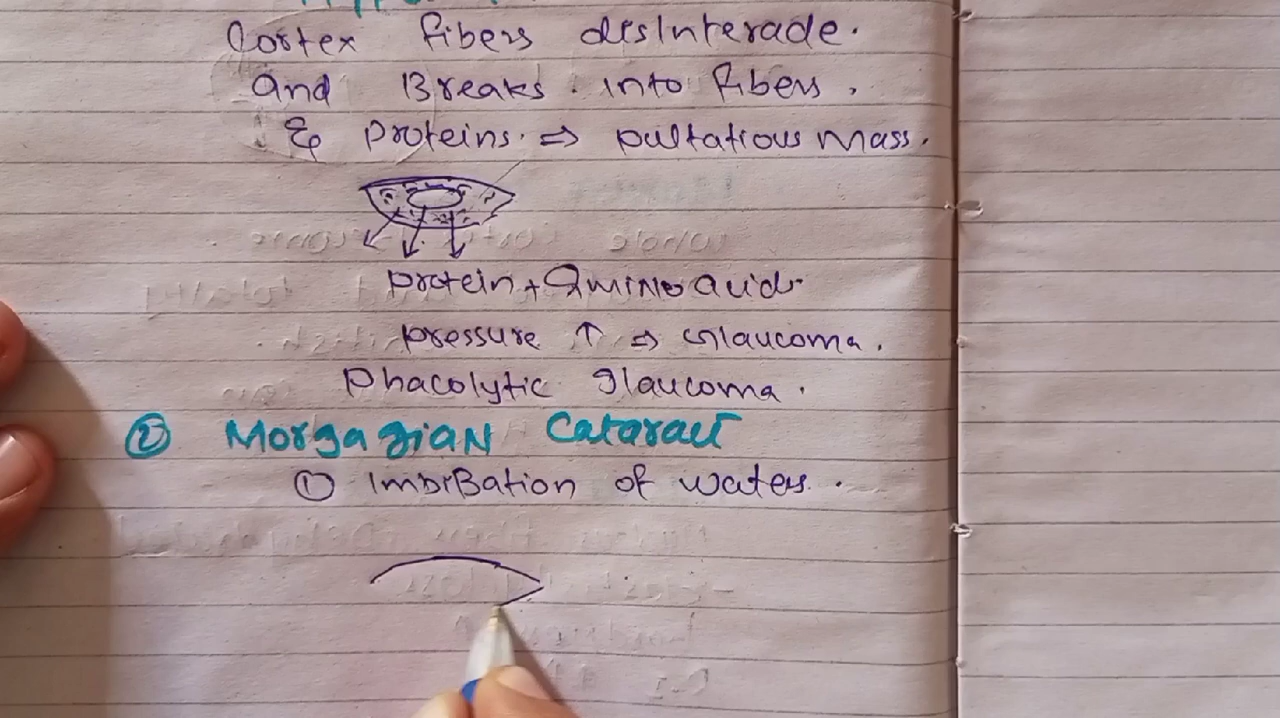 Cortex fibers disInterade.
and Breaks into fibers,
& proteins. ⇒ pultatious mass.
protein + Amino acid
pressure ↑ ⇒ Glaucoma.
Phacolytic glaucoma.
② Morgagian Cataract
① ImbiBation of waters.